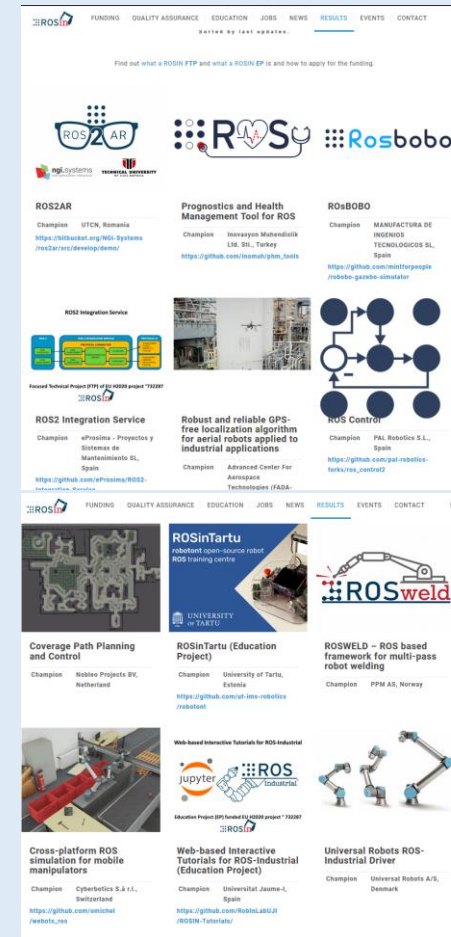 ROSin
FUNDING QUALITY ASSURANCE EDUCATION JOBS NEWS RESULTS EVENTS CONTACT
Sorted by last updates.
Find out what a ROSIN FTP and what a ROSIN EP is and how to apply for the funding.
ROS2AR
ngi.systems
TECHNICAL UNIVERSITY
ROS
Rosbobo
ROS2AR
Champion UTCN, Romania
https://bitbucket.org/NGI-Systems
/ros2ar/src/develop/demo/
Prognostics and Health
Management Tool for ROS
Champion Inovasyon Muhendislik
Ltd. Sti., Turkey
https://github.com/inomuh/phm_tools
ROsBOBO
Champion MANUFACTURA DE
INGENIOS
TECNOLOGICOS SL,
Spain
https://github.com/mintforpeople
/robobo-gazebo-simulator
ROS2 Integration Service
Focused Technical Project (FTP) of EU H2020 project "732287
ROSin
ROS2 Integration Service
Champion eProsima - Proyectos y
Sistemas de
Mantenimiento SL,
Spain
https://github.com/eProsima/ROS2-
Integration-Service
Robust and reliable GPS-
free localization algorithm
for aerial robots applied to
industrial applications
Champion Advanced Center For
Aerospace
Technologies (FADA-
ROS Control
Champion PAL Robotics S.L.,
Spain
https://github.com/pal-robotics-
forks/ros_control2
ROSin
FUNDING QUALITY ASSURANCE EDUCATION JOBS NEWS RESULTS EVENTS CONTACT
ROSinTartu
robotont open-source robot
ROS training centre
UNIVERSITY
OF TARTU
ROSweld
Coverage Path Planning
and Control
Champion Nobleo Projects BV,
Netherland
ROSinTartu (Education
Project)
Champion University of Tartu,
Estonia
https://github.com/ut-ims-robotics
/robotont
ROSWELD – ROS based
framework for multi-pass
robot welding
Champion PPM AS, Norway
Web-based Interactive Tutorials for ROS-Industrial
jupyter
ROS
Industrial
Education Project (EP) funded EU H2020 project " 732287
ROSin
Cross-platform ROS
simulation for mobile
manipulators
Champion Cyberbotics S.à r.l.,
Switzerland
https://github.com/omichel
/webots_ros
Web-based Interactive
Tutorials for ROS-Industrial
(Education Project)
Champion Universitat Jaume-I,
Spain
https://github.com/RobInLabUJI
/ROSIN-Tutorials/
Universal Robots ROS-
Industrial Driver
Champion Universal Robots A/S,
Denmark